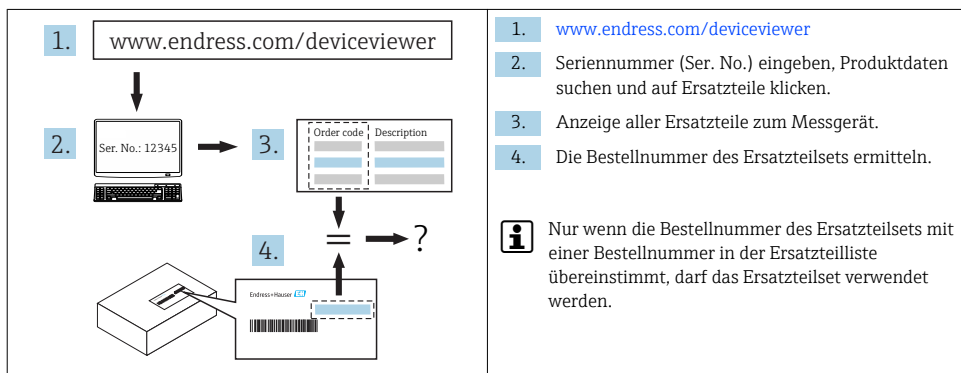 1. www.endress.com/deviceviewer
2. Ser. No.: 12345
3. Order code Description
= ?
4.
Endress+Hauser EH
1. www.endress.com/deviceviewer
2. Seriennummer (Ser. No.) eingeben, Produktdaten
suchen und auf Ersatzteile klicken.
3. Anzeige aller Ersatzteile zum Messgerät.
4. Die Bestellnummer des Ersatzteilsets ermitteln.
i Nur wenn die Bestellnummer des Ersatzteilsets mit
einer Bestellnummer in der Ersatzteilliste
übereinstimmt, darf das Ersatzteilset verwendet
werden.